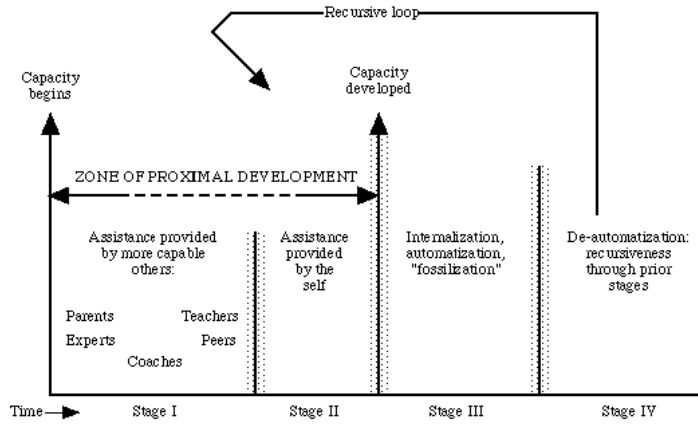 Recursive loop
Capacity
begins
Capacity
developed
ZONE OF PROXIMAL DEVELOPMENT
Assistance provided
by more capable
others:
Parents
Teachers
Experts
Peers
Coaches
Assistance
provided
by the
self
Internalization,
automatization,
"fossilization"
De-automatization:
recursiveness
through prior
stages
Time
Stage I
Stage II
Stage III
Stage IV